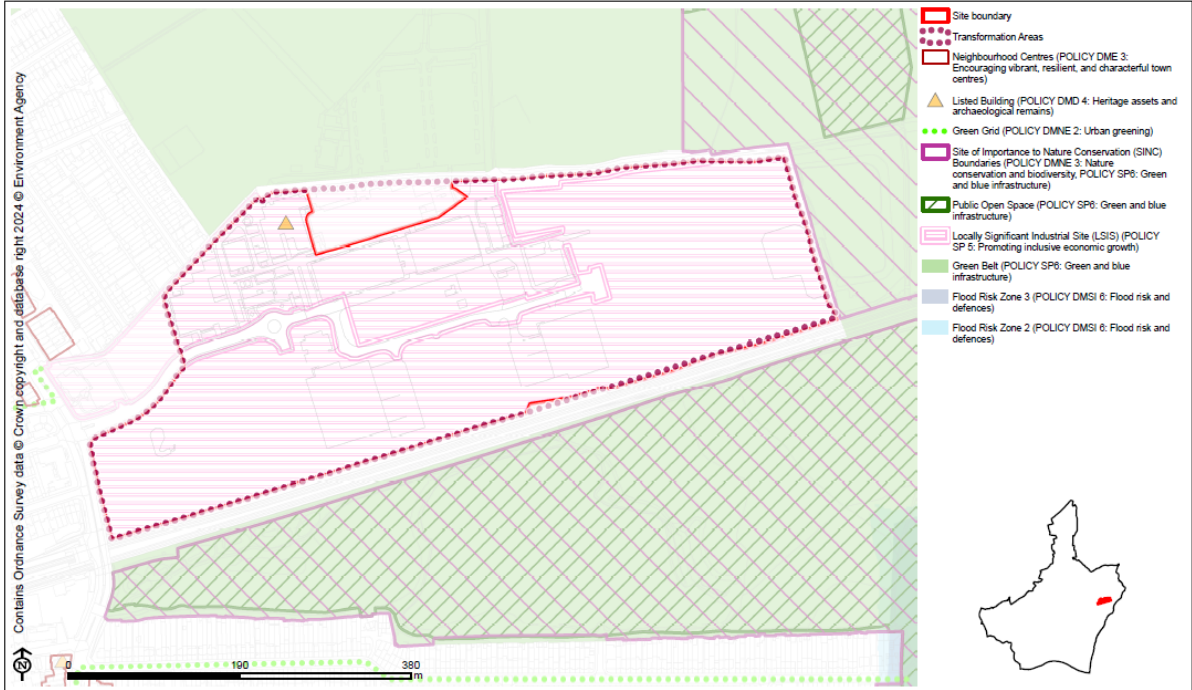 Contains Ordnance Survey data © Crown copyright and database right 2024 © Environment Agency
Site boundary
Transformation Areas
Neighbourhood Centres (POLICY DME 3:
Encouraging vibrant, resilient, and characterful town
centres)
Listed Building (POLICY DMD 4: Heritage assets and
archaeological remains)
Green Grid (POLICY DMNE 2: Urban greening)
Site of Importance to Nature Conservation (SINC)
Boundaries (POLICY DMNE 3: Nature
conservation and biodiversity, POLICY SP6: Green
and blue infrastructure)
Public Open Space (POLICY SP6: Green and blue
infrastructure)
Locally Significant Industrial Site (LSIS) (POLICY
SP 5: Promoting inclusive economic growth)
Green Belt (POLICY SP6: Green and blue
infrastructure)
Flood Risk Zone 3 (POLICY DMSI 6: Flood risk and
defences)
Flood Risk Zone 2 (POLICY DMSI 6: Flood risk and
defences)
N
0 190 380
m